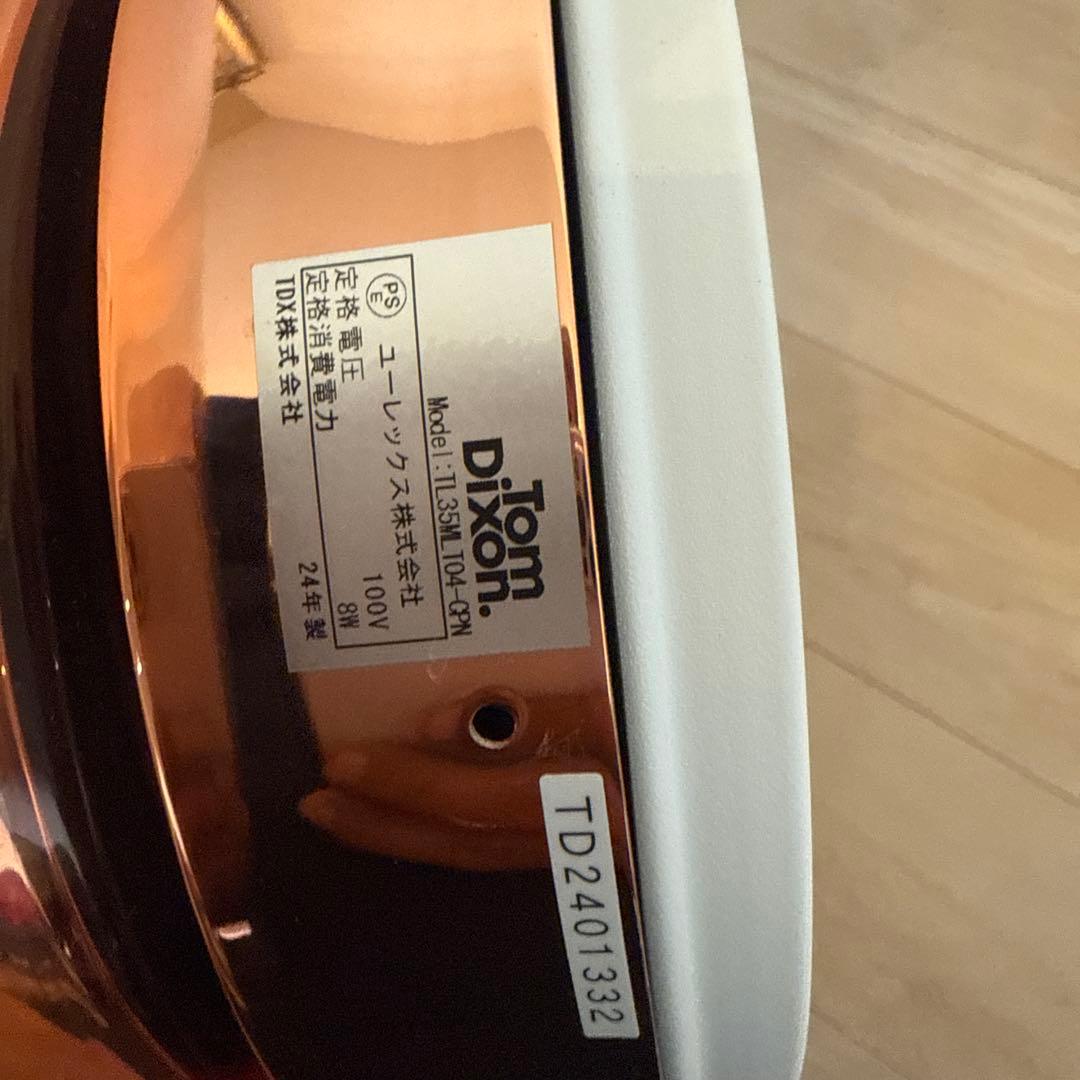 Tom
Dixon.
Model:TL35MLT04-CPN
PSE ユーレックス株式会社
定格電圧 100V
定格消費電力 8W
TDX株式会社 24年製
TD2401332